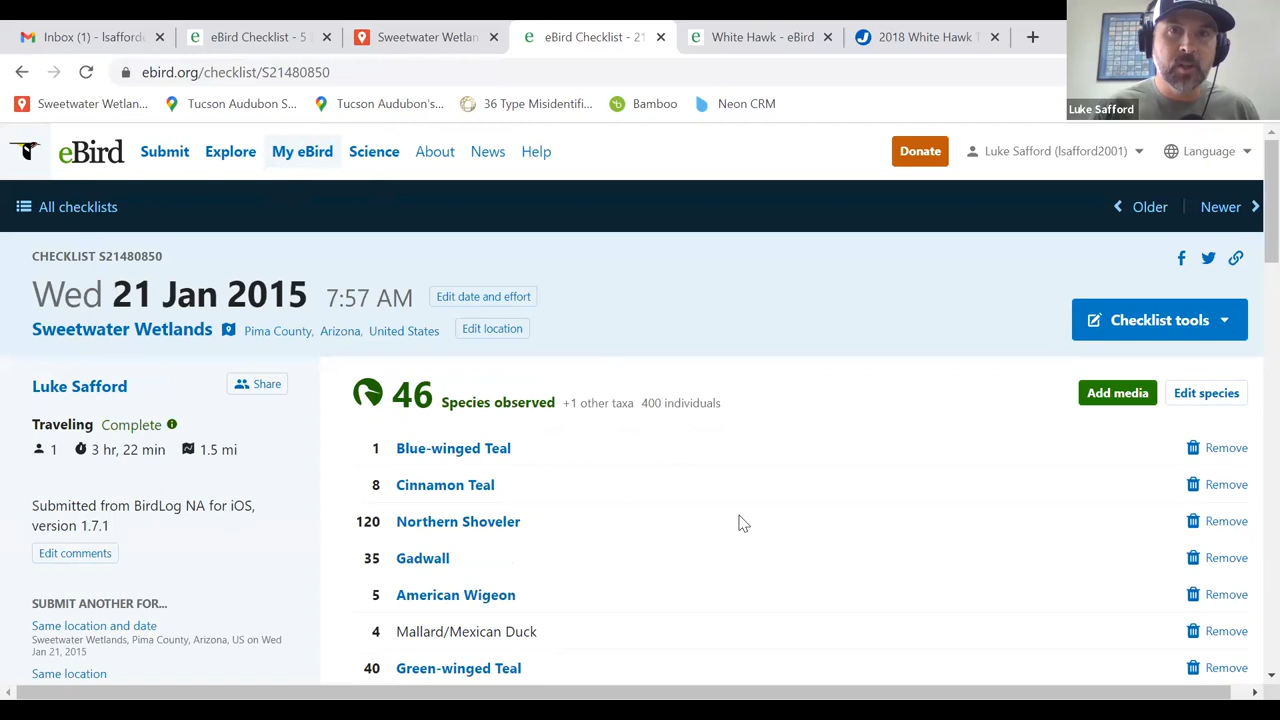 Inbox (1) - lsafford
eBird Checklist - 5
Sweetwater Wetlan
eBird Checklist - 21
White Hawk - eBird
2018 White Hawk T
ebird.org/checklist/S21480850
Sweetwater Wetlan...
Tucson Audubon S...
Tucson Audubon's...
36 Type Misidentifi...
Bamboo
Neon CRM
Luke Safford
eBird
Submit
Explore
My eBird
Science
About
News
Help
Donate
Luke Safford (lsafford2001)
Language
All checklists
Older
Newer
CHECKLIST S21480850
Wed 21 Jan 2015 7:57 AM
Edit date and effort
Sweetwater Wetlands
Pima County, Arizona, United States
Edit location
Checklist tools
Luke Safford
Share
Traveling Complete
1 3 hr, 22 min 1.5 mi
Submitted from BirdLog NA for iOS,
version 1.7.1
Edit comments
SUBMIT ANOTHER FOR...
Same location and date
Sweetwater Wetlands, Pima County, Arizona, US on Wed
Jan 21, 2015
Same location
46 Species observed +1 other taxa 400 individuals
Add media
Edit species
1 Blue-winged Teal Remove
8 Cinnamon Teal Remove
120 Northern Shoveler Remove
35 Gadwall Remove
5 American Wigeon Remove
4 Mallard/Mexican Duck Remove
40 Green-winged Teal Remove